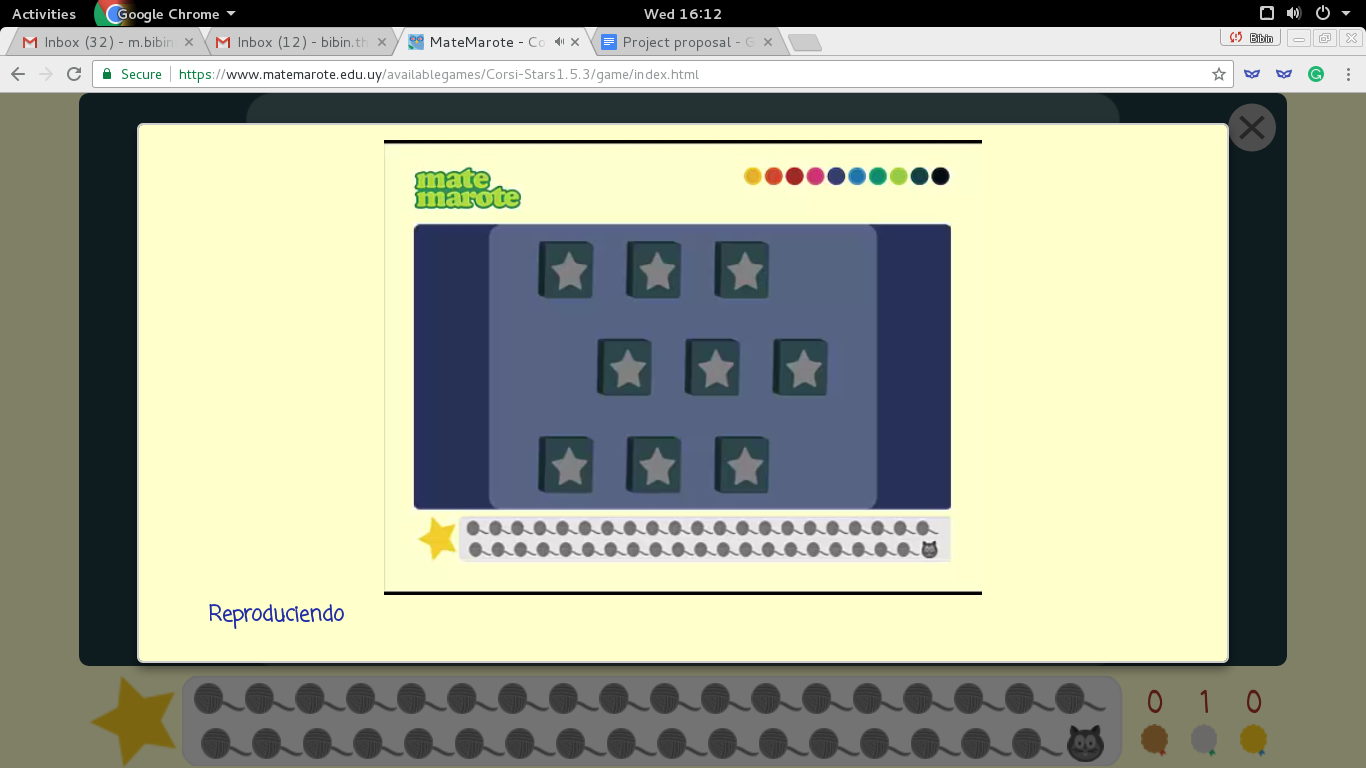 Activities Google Chrome Wed 16:12
Inbox (32) - m.bibin Inbox (12) - bibin.th MateMarote - Co Project proposal - G Bibin
Secure https://www.matemarote.edu.uy/availablegames/Corsi-Stars1.5.3/game/index.html
mate
marote
Reproduciendo
0 1 0